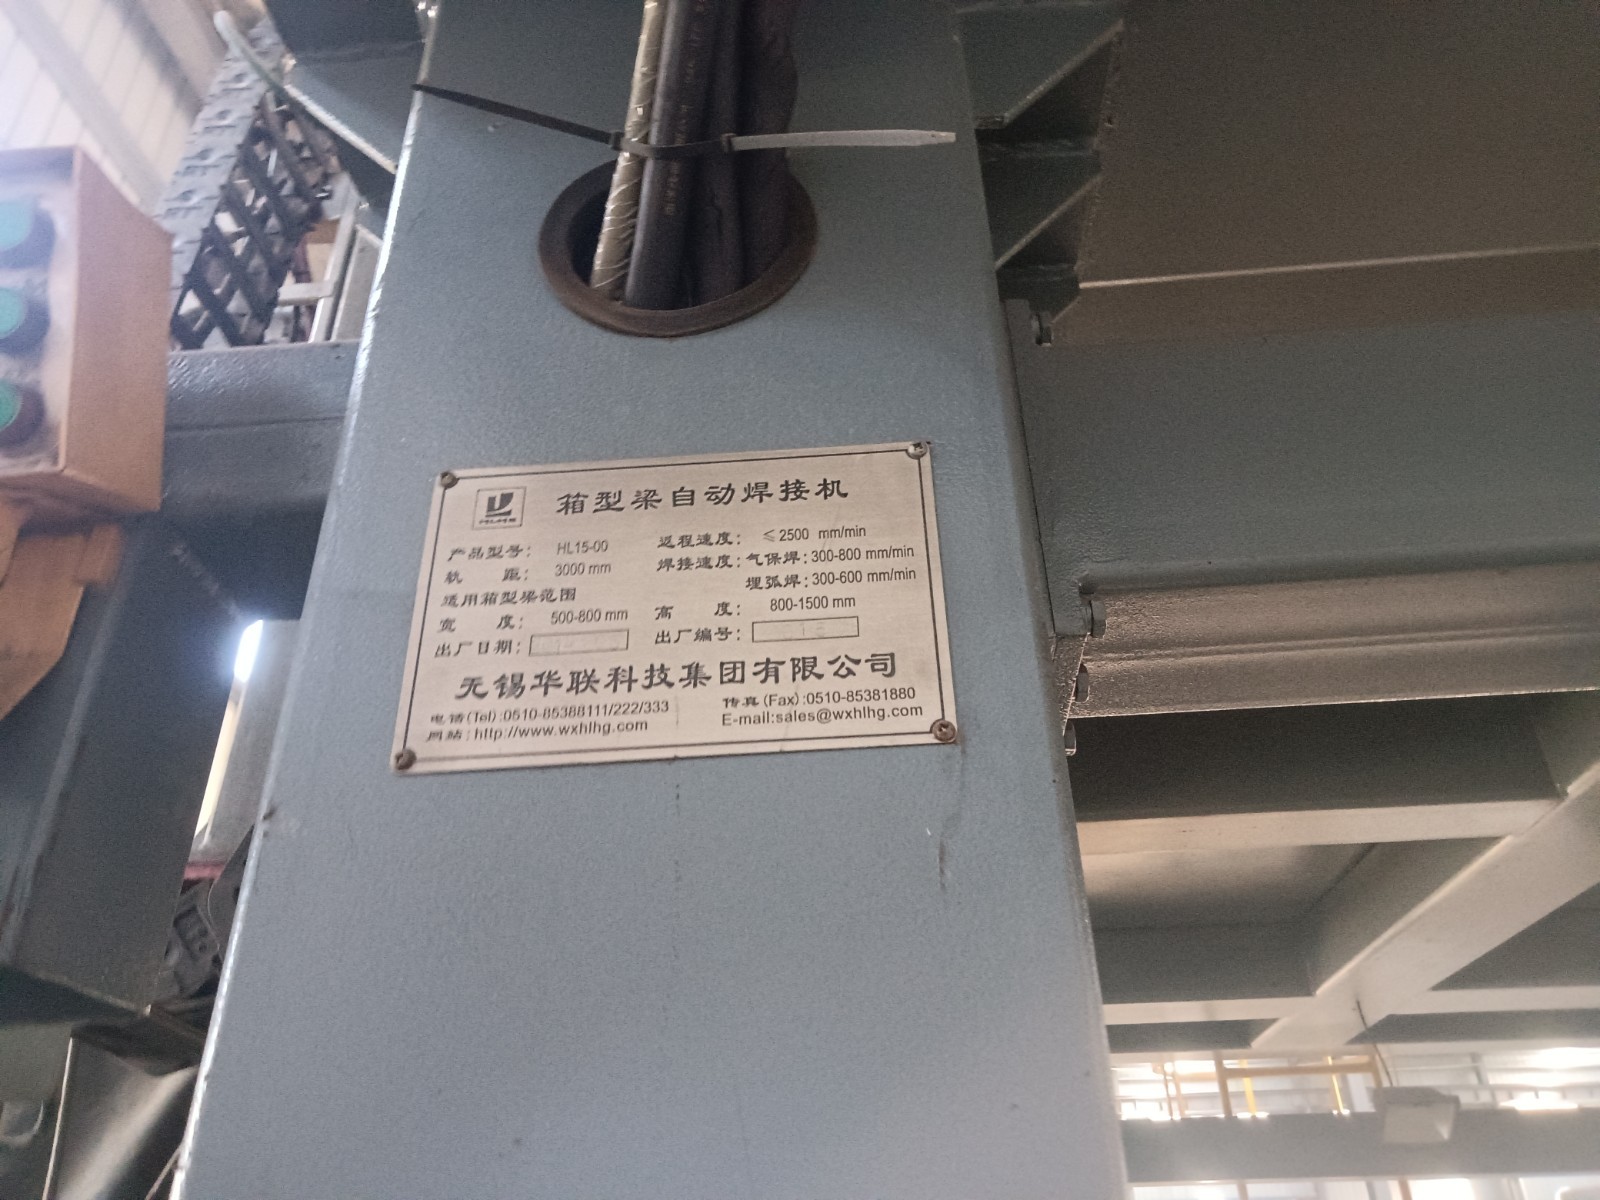 箱型梁自动焊接机
产品型号: HL15-00 返程速度: ≤2500 mm/min
轨 距: 3000 mm 焊接速度: 气保焊: 300-800 mm/min
适用箱型梁范围 埋弧焊: 300-600 mm/min
宽 度: 500-800 mm 高 度: 800-1500 mm
出厂日期: 出厂编号:
无锡华联科技集团有限公司
电话(Tel):0510-85388111/222/333 传真(Fax):0510-85381880
网站: http://www.wxhlhg.com E-mail:sales@wxhlhg.com